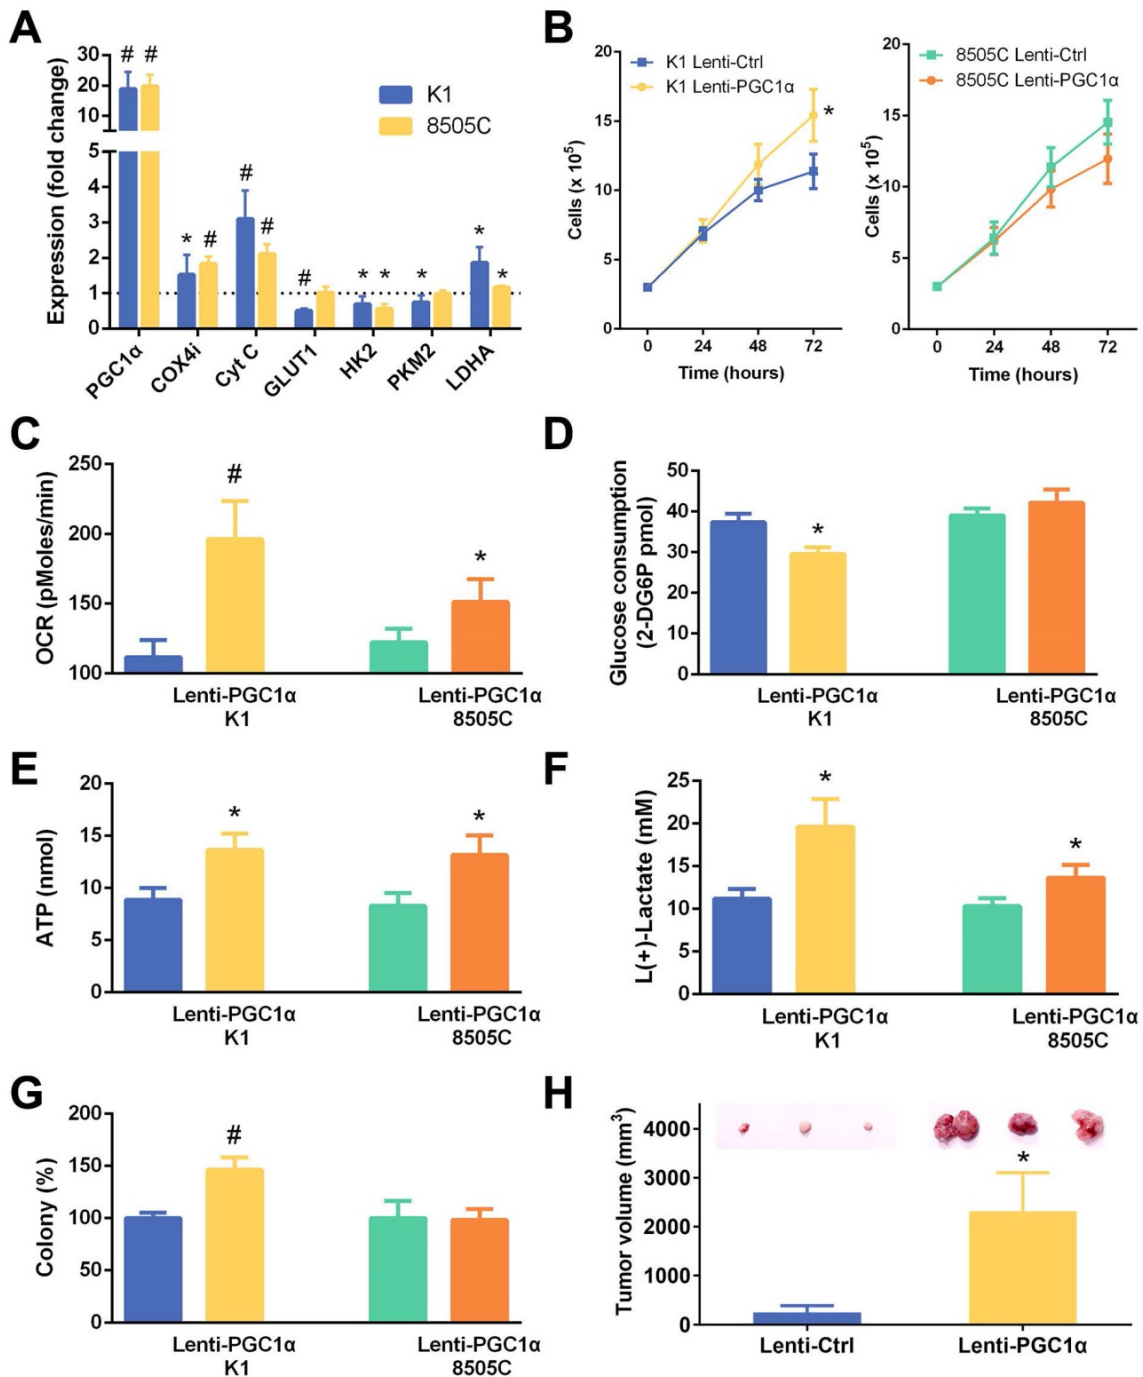 A
Expression (fold change)
30
20
10
5
4
3
2
1
0
# #
* #
# #
#
* *
*
* *
K1
8505C
PGC1α
COX4i
Cyt C
GLUT1
HK2
PKM2
LDHA
B
Cells (x 10⁵)
20
15
10
5
0
K1 Lenti-Ctrl
K1 Lenti-PGC1α
*
0 24 48 72
Time (hours)
Cells (x 10⁵)
20
15
10
5
0
8505C Lenti-Ctrl
8505C Lenti-PGC1α
0 24 48 72
Time (hours)
C
OCR (pMoles/min)
250
200
150
100
#
*
Lenti-PGC1α
K1
Lenti-PGC1α
8505C
D
Glucose consumption
(2-DG6P pmol)
50
40
30
20
10
0
*
Lenti-PGC1α
K1
Lenti-PGC1α
8505C
E
ATP (nmol)
20
15
10
5
0
*
*
Lenti-PGC1α
K1
Lenti-PGC1α
8505C
F
L(+)-Lactate (mM)
25
20
15
10
5
0
*
*
Lenti-PGC1α
K1
Lenti-PGC1α
8505C
G
Colony (%)
200
150
100
50
0
#
Lenti-PGC1α
K1
Lenti-PGC1α
8505C
H
Tumor volume (mm³)
4000
3000
2000
1000
0
*
Lenti-Ctrl
Lenti-PGC1α